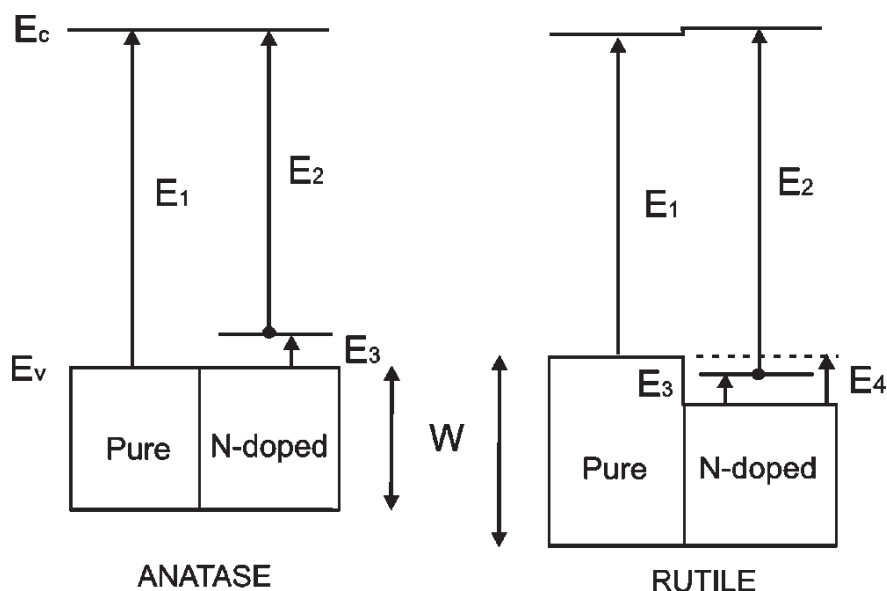 Ec
E1
E2
E3
Ev
Pure
N-doped
W
ANATASE
E1
E2
E3
E4
Pure
N-doped
RUTILE